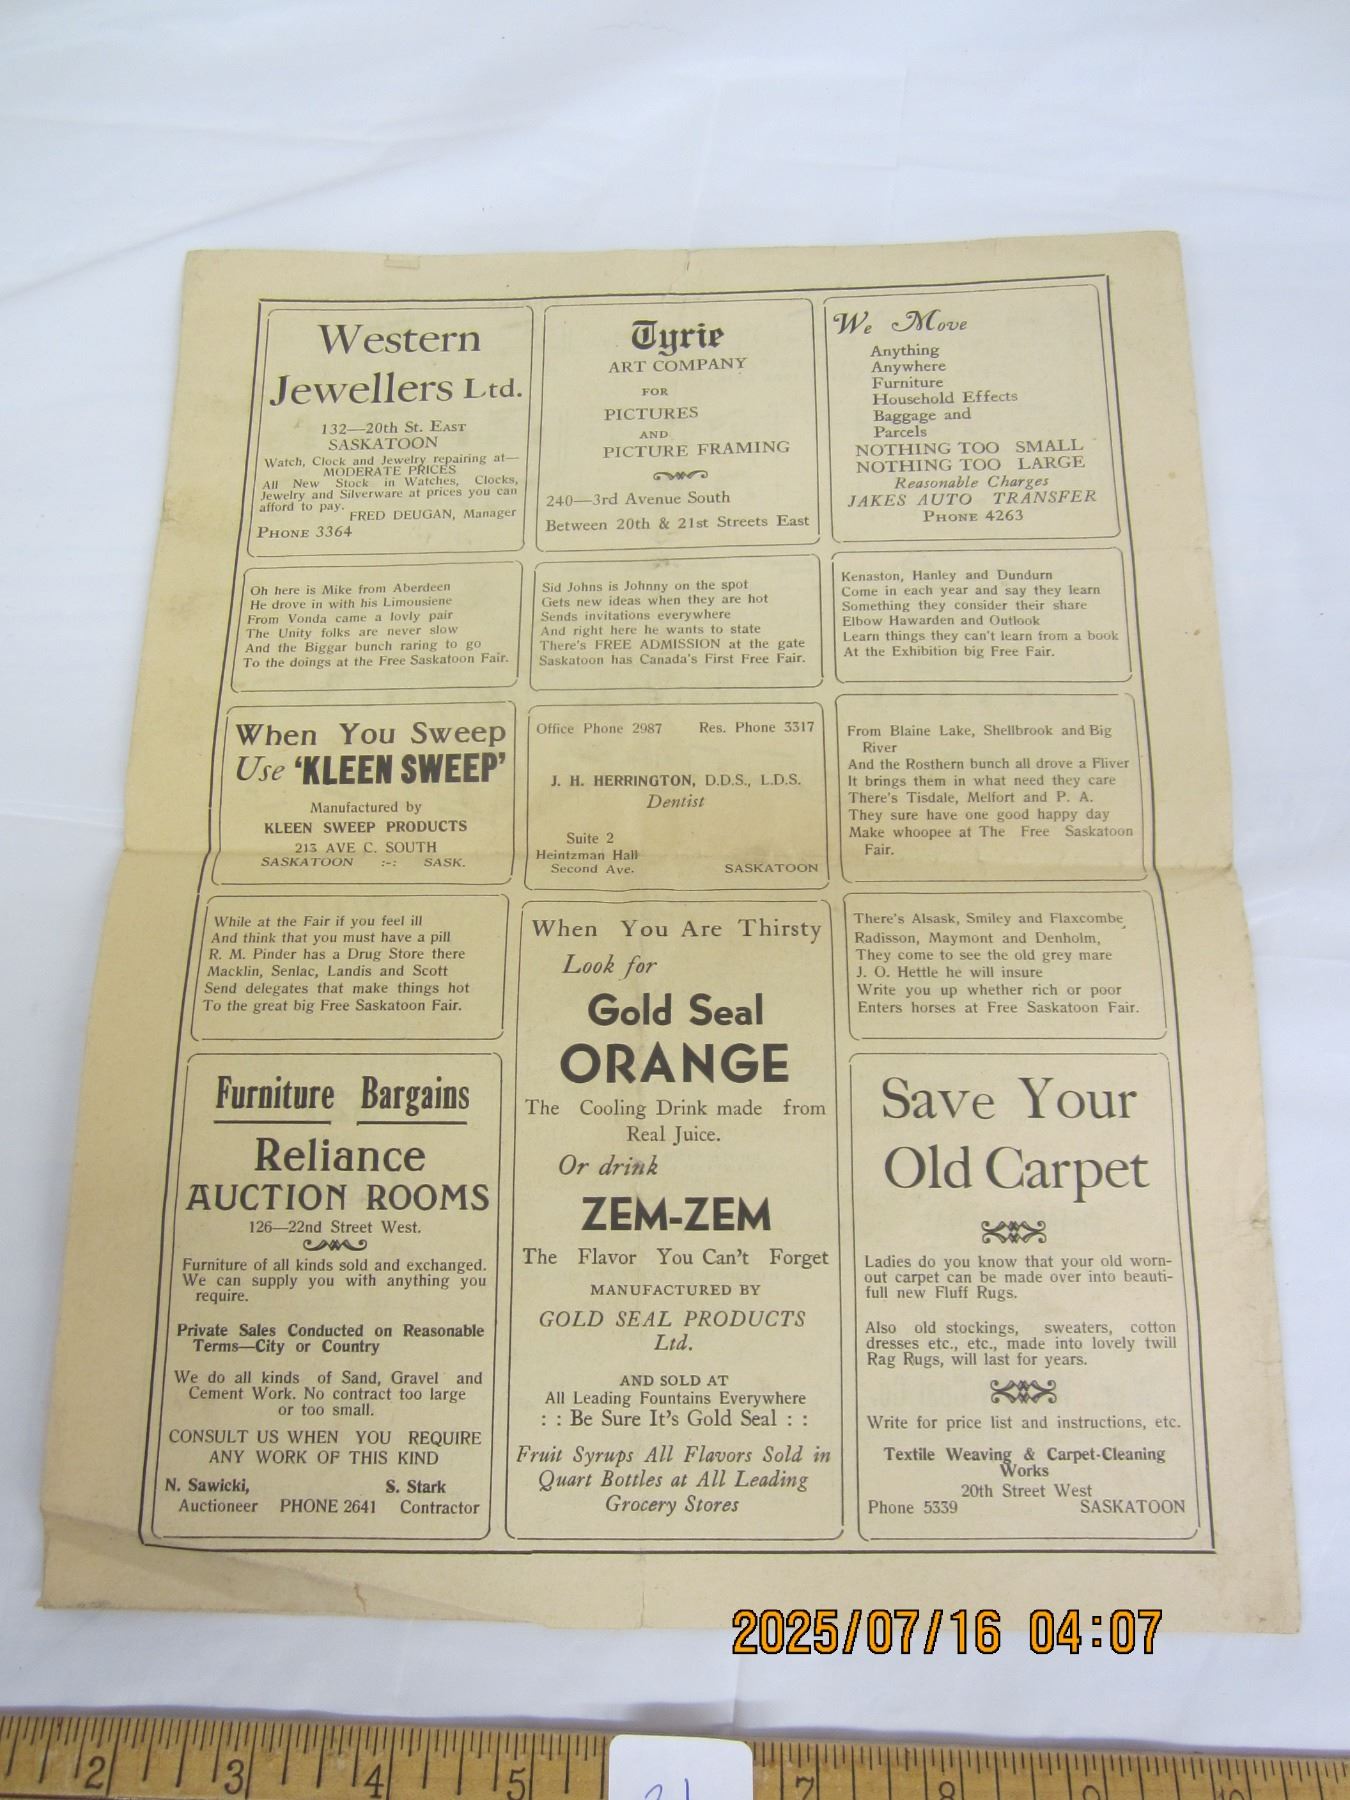 Western
Jewellers Ltd.
132—20th St. East
SASKATOON
Watch, Clock and Jewelry repairing at—
MODERATE PRICES
All New Stock in Watches, Clocks,
Jewelry and Silverware at prices you can
afford to pay.
FRED DEUGAN, Manager
Phone 3364
Tyrie
ART COMPANY
FOR
PICTURES
AND
PICTURE FRAMING
240—3rd Avenue South
Between 20th & 21st Streets East
We Move
Anything
Anywhere
Furniture
Household Effects
Baggage and
Parcels
NOTHING TOO SMALL
NOTHING TOO LARGE
Reasonable Charges
JAKES AUTO TRANSFER
Phone 4263
Oh here is Mike from Aberdeen
He drove in with his Limousiene
From Vonda came a lovly pair
The Unity folks are never slow
And the Biggar bunch raring to go
To the doings at the Free Saskatoon Fair.
Sid Johns is Johnny on the spot
Gets new ideas when they are hot
Sends invitations everywhere
And right here he wants to state
There's FREE ADMISSION at the gate
Saskatoon has Canada's First Free Fair.
Kenaston, Hanley and Dundurn
Come in each year and say they learn
Something they consider their share
Elbow Hawarden and Outlook
Learn things they can't learn from a book
At the Exhibition big Free Fair.
When You Sweep
Use 'KLEEN SWEEP'
Manufactured by
KLEEN SWEEP PRODUCTS
213 AVE C. SOUTH
SASKATOON :-: SASK.
Office Phone 2987 Res. Phone 3317
J. H. HERRINGTON, D.D.S., L.D.S.
Dentist
Suite 2
Heintzman Hall
Second Ave. SASKATOON
From Blaine Lake, Shellbrook and Big
River
And the Rosthern bunch all drove a Fliver
It brings them in what need they care
There's Tisdale, Melfort and P. A.
They sure have one good happy day
Make whoopee at The Free Saskatoon
Fair.
While at the Fair if you feel ill
And think that you must have a pill
R. M. Pinder has a Drug Store there
Macklin, Senlac, Landis and Scott
Send delegates that make things hot
To the great big Free Saskatoon Fair.
When You Are Thirsty
Look for
Gold Seal
ORANGE
The Cooling Drink made from
Real Juice.
Or drink
ZEM-ZEM
The Flavor You Can't Forget
MANUFACTURED BY
GOLD SEAL PRODUCTS
Ltd.
AND SOLD AT
All Leading Fountains Everywhere
: : Be Sure It's Gold Seal : :
Fruit Syrups All Flavors Sold in
Quart Bottles at All Leading
Grocery Stores
There's Alsask, Smiley and Flaxcombe,
Radisson, Maymont and Denholm,
They come to see the old grey mare
J. O. Hettle he will insure
Write you up whether rich or poor
Enters horses at Free Saskatoon Fair.
Furniture Bargains
Reliance
AUCTION ROOMS
126—22nd Street West.
Furniture of all kinds sold and exchanged.
We can supply you with anything you
require.
Private Sales Conducted on Reasonable
Terms—City or Country
We do all kinds of Sand, Gravel and
Cement Work. No contract too large
or too small.
CONSULT US WHEN YOU REQUIRE
ANY WORK OF THIS KIND
N. Sawicki, S. Stark
Auctioneer PHONE 2641 Contractor
Save Your
Old Carpet
Ladies do you know that your old worn-
out carpet can be made over into beauti-
full new Fluff Rugs.
Also old stockings, sweaters, cotton
dresses etc., etc., made into lovely twill
Rag Rugs, will last for years.
Write for price list and instructions, etc.
Textile Weaving & Carpet-Cleaning
Works
20th Street West
Phone 5339 SASKATOON
2025/07/16 04:07
2 3 4 5 7 8 9 10